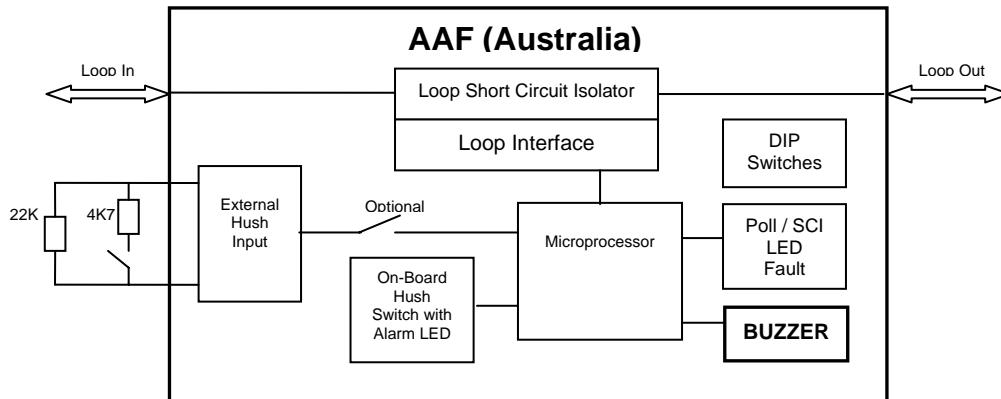 AAF (Australia)
Loop In
Loop Out
Loop Short Circuit Isolator
Loop Interface
DIP
Switches
22K
4K7
External
Hush
Input
Optional
Microprocessor
Poll / SCI
LED
Fault
On-Board
Hush
Switch with
Alarm LED
BUZZER